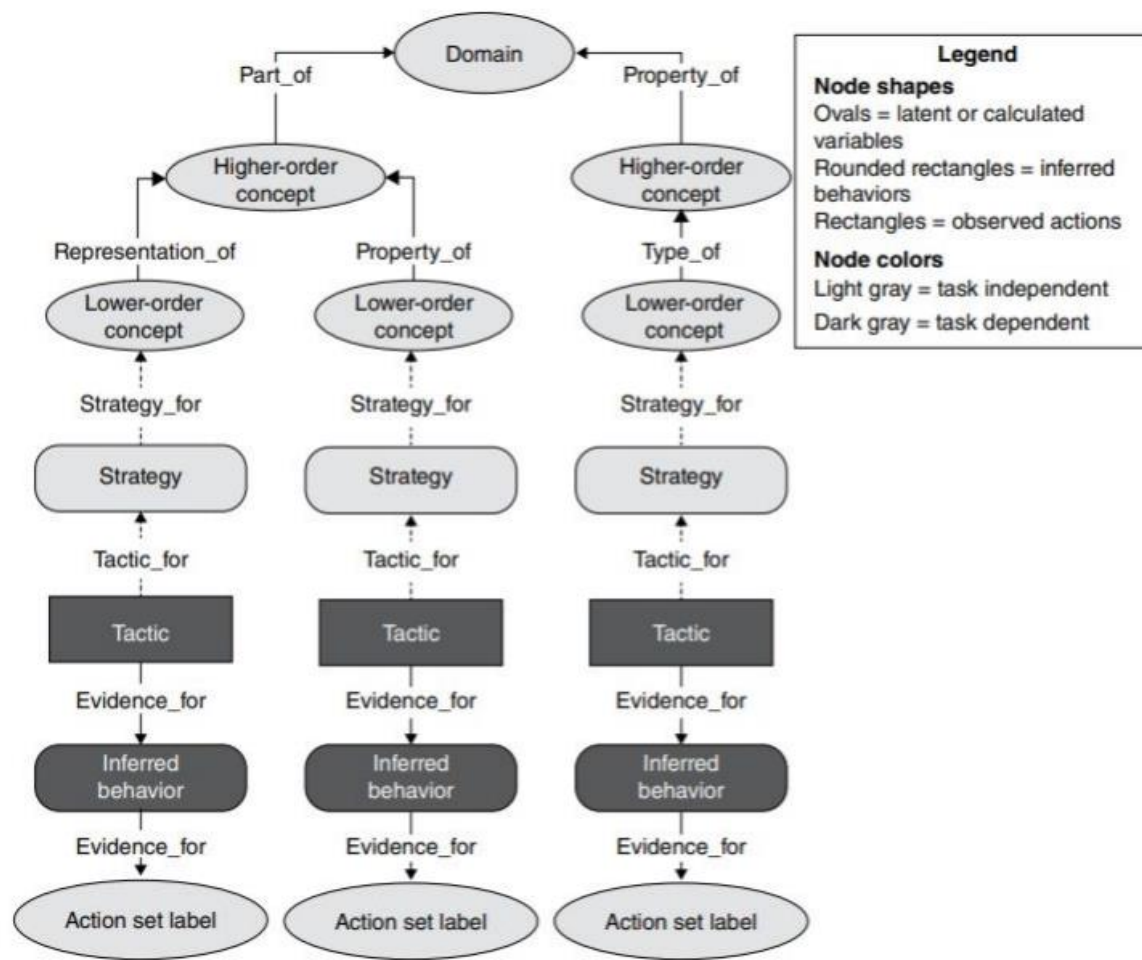 Domain
Part_of
Property_of
Higher-order
concept
Higher-order
concept
Representation_of
Property_of
Type_of
Lower-order
concept
Lower-order
concept
Lower-order
concept
Strategy_for
Strategy_for
Strategy_for
Strategy
Strategy
Strategy
Tactic_for
Tactic_for
Tactic_for
Tactic
Tactic
Tactic
Evidence_for
Evidence_for
Evidence_for
Inferred
behavior
Inferred
behavior
Inferred
behavior
Evidence_for
Evidence_for
Evidence_for
Action set label
Action set label
Action set label
Legend
Node shapes
Ovals = latent or calculated
variables
Rounded rectangles = inferred
behaviors
Rectangles = observed actions
Node colors
Light gray = task independent
Dark gray = task dependent